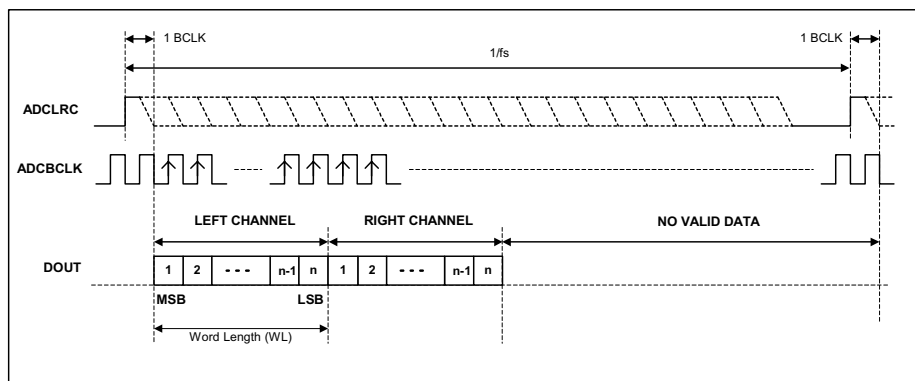 1 BCLK
1 BCLK
1/fs
ADCLRC
ADCBCLK
LEFT CHANNEL
RIGHT CHANNEL
NO VALID DATA
DOUT
1 2 - - - n-1 n 1 2 - - - n-1 n
MSB
LSB
Word Length (WL)